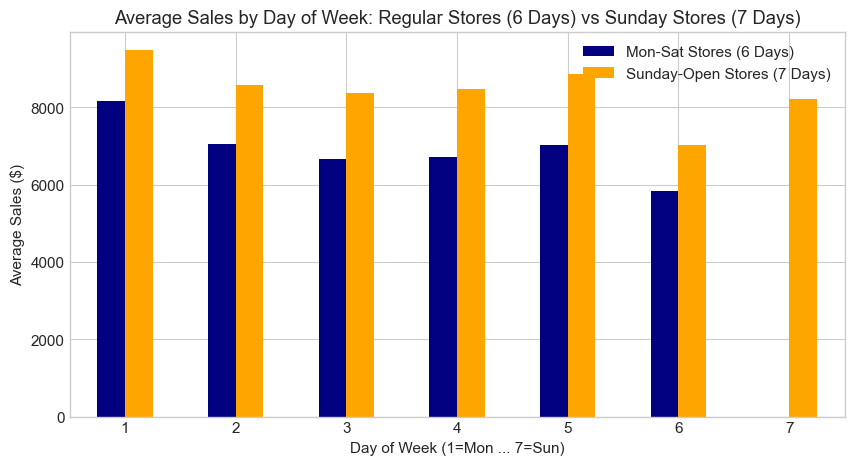 Average Sales by Day of Week: Regular Stores (6 Days) vs Sunday Stores (7 Days)
Mon-Sat Stores (6 Days)
Sunday-Open Stores (7 Days)
Average Sales ($)
8000
6000
4000
2000
0
1 2 3 4 5 6 7
Day of Week (1=Mon ... 7=Sun)